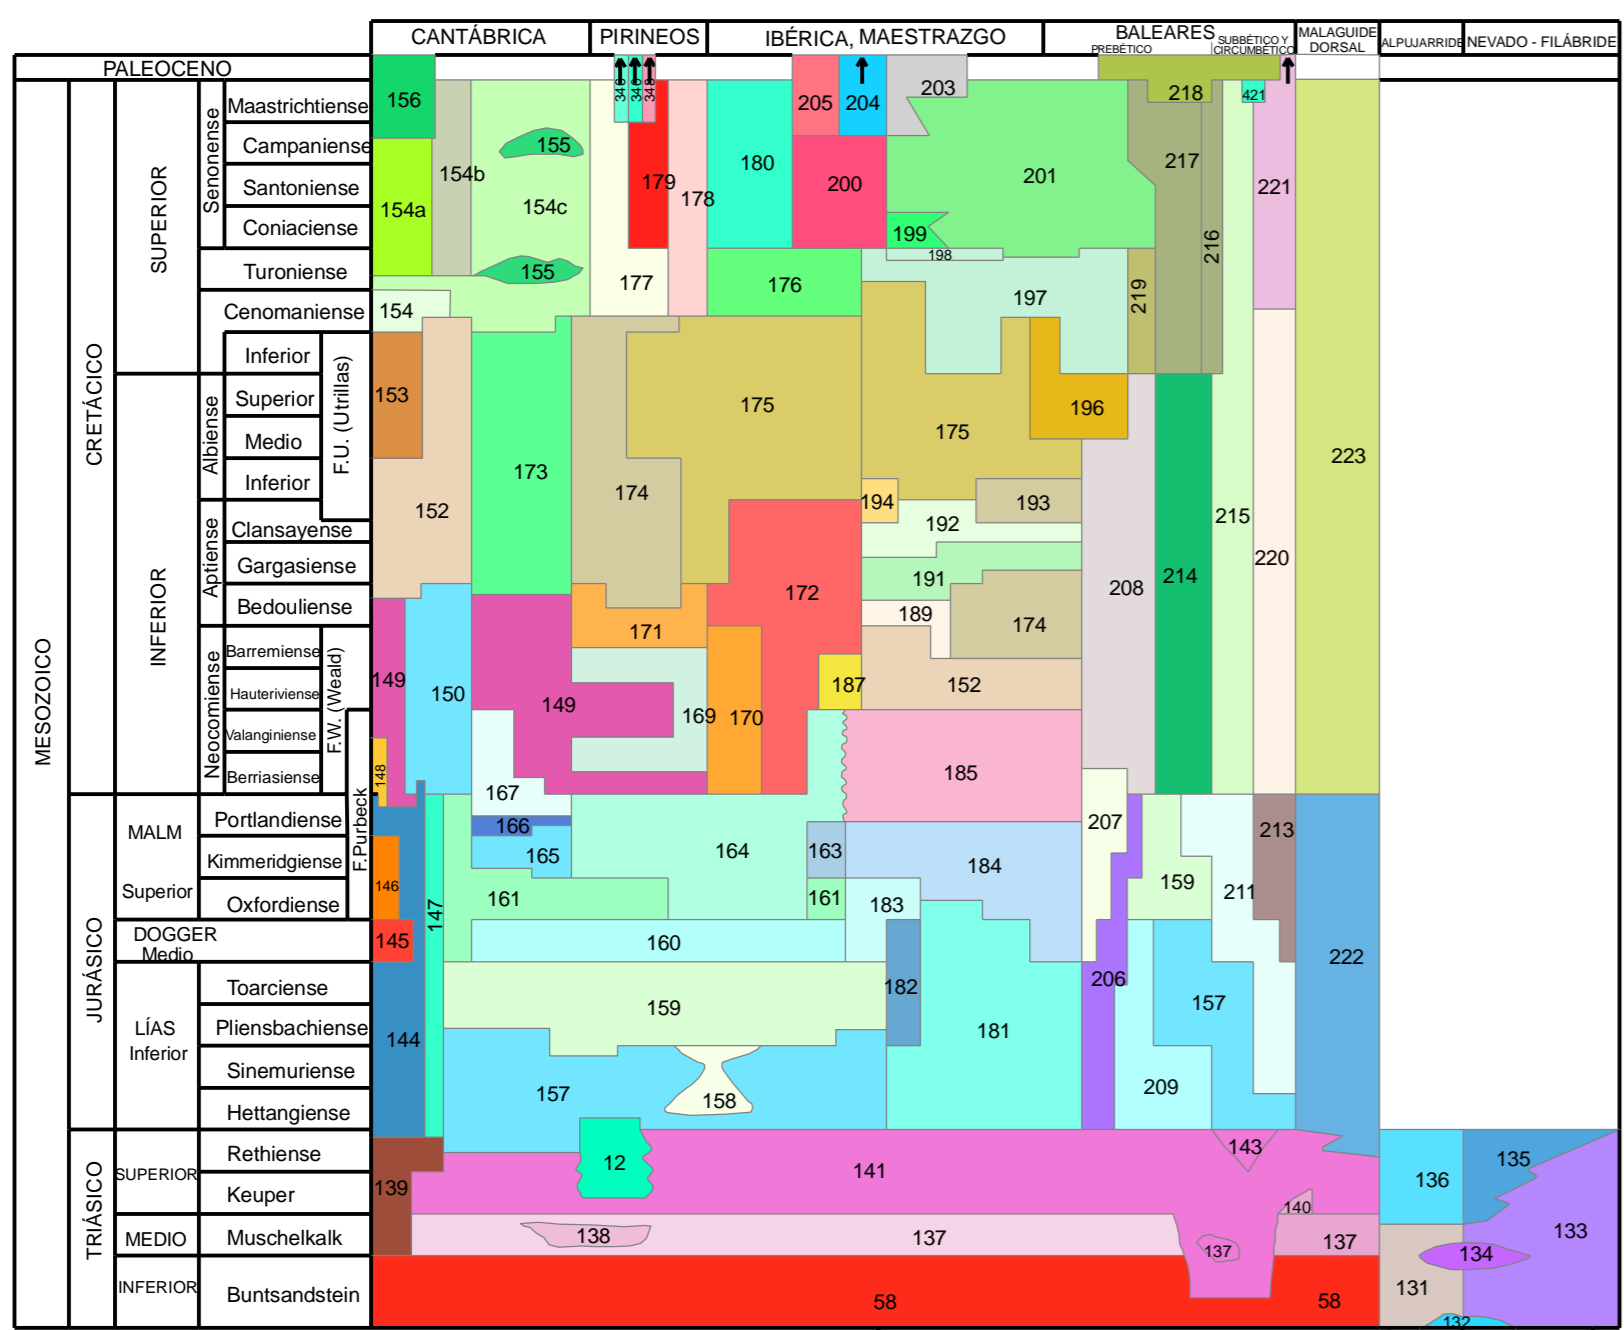 CANTÁBRICA
PIRINEOS
IBÉRICA, MAESTRAZGO
BALEARES
PREBÉTICO
SUBBÉTICO Y
CIRCUMBÉTICO
MALAGUIDE
DORSAL
ALPUJARRIDE
NEVADO - FILÁBRIDE
PALEOCENO
MESOZOICO
CRETÁCICO
SUPERIOR
Senonense
Maastrichtiense
Campaniense
Santoniense
Coniaciense
Turoniense
Cenomaniense
INFERIOR
Albiense
Inferior
Superior
Medio
Inferior
F.U. (Utrillas)
Aptiense
Clansayense
Gargasiense
Bedouliense
Neocomiense
Barremiense
Hauteriviense
Valanginiense
Berriasiense
F.W. (Weald)
F.Purbeck
JURÁSICO
MALM
Superior
Portlandiense
Kimmeridgiense
Oxfordiense
DOGGER
Medio
LÍAS
Inferior
Toarciense
Pliensbachiense
Sinemuriense
Hettangiense
TRIÁSICO
SUPERIOR
Rethiense
Keuper
MEDIO
Muschelkalk
INFERIOR
Buntsandstein
156
205
204
203
218
421
154b
155
180
217
179
200
201
221
154a
154c
178
199
216
155
198
177
176
197
219
154
153
175
196
175
173
223
174
194
193
152
192
215
220
191
208
214
172
189
174
171
149
150
187
152
149
169
170
148
185
167
166
207
213
165
164
163
184
146
161
161
183
159
211
147
145
160
222
206
182
159
157
144
181
157
158
209
143
12
141
136
135
139
140
138
137
137
137
134
133
131
58
58
132